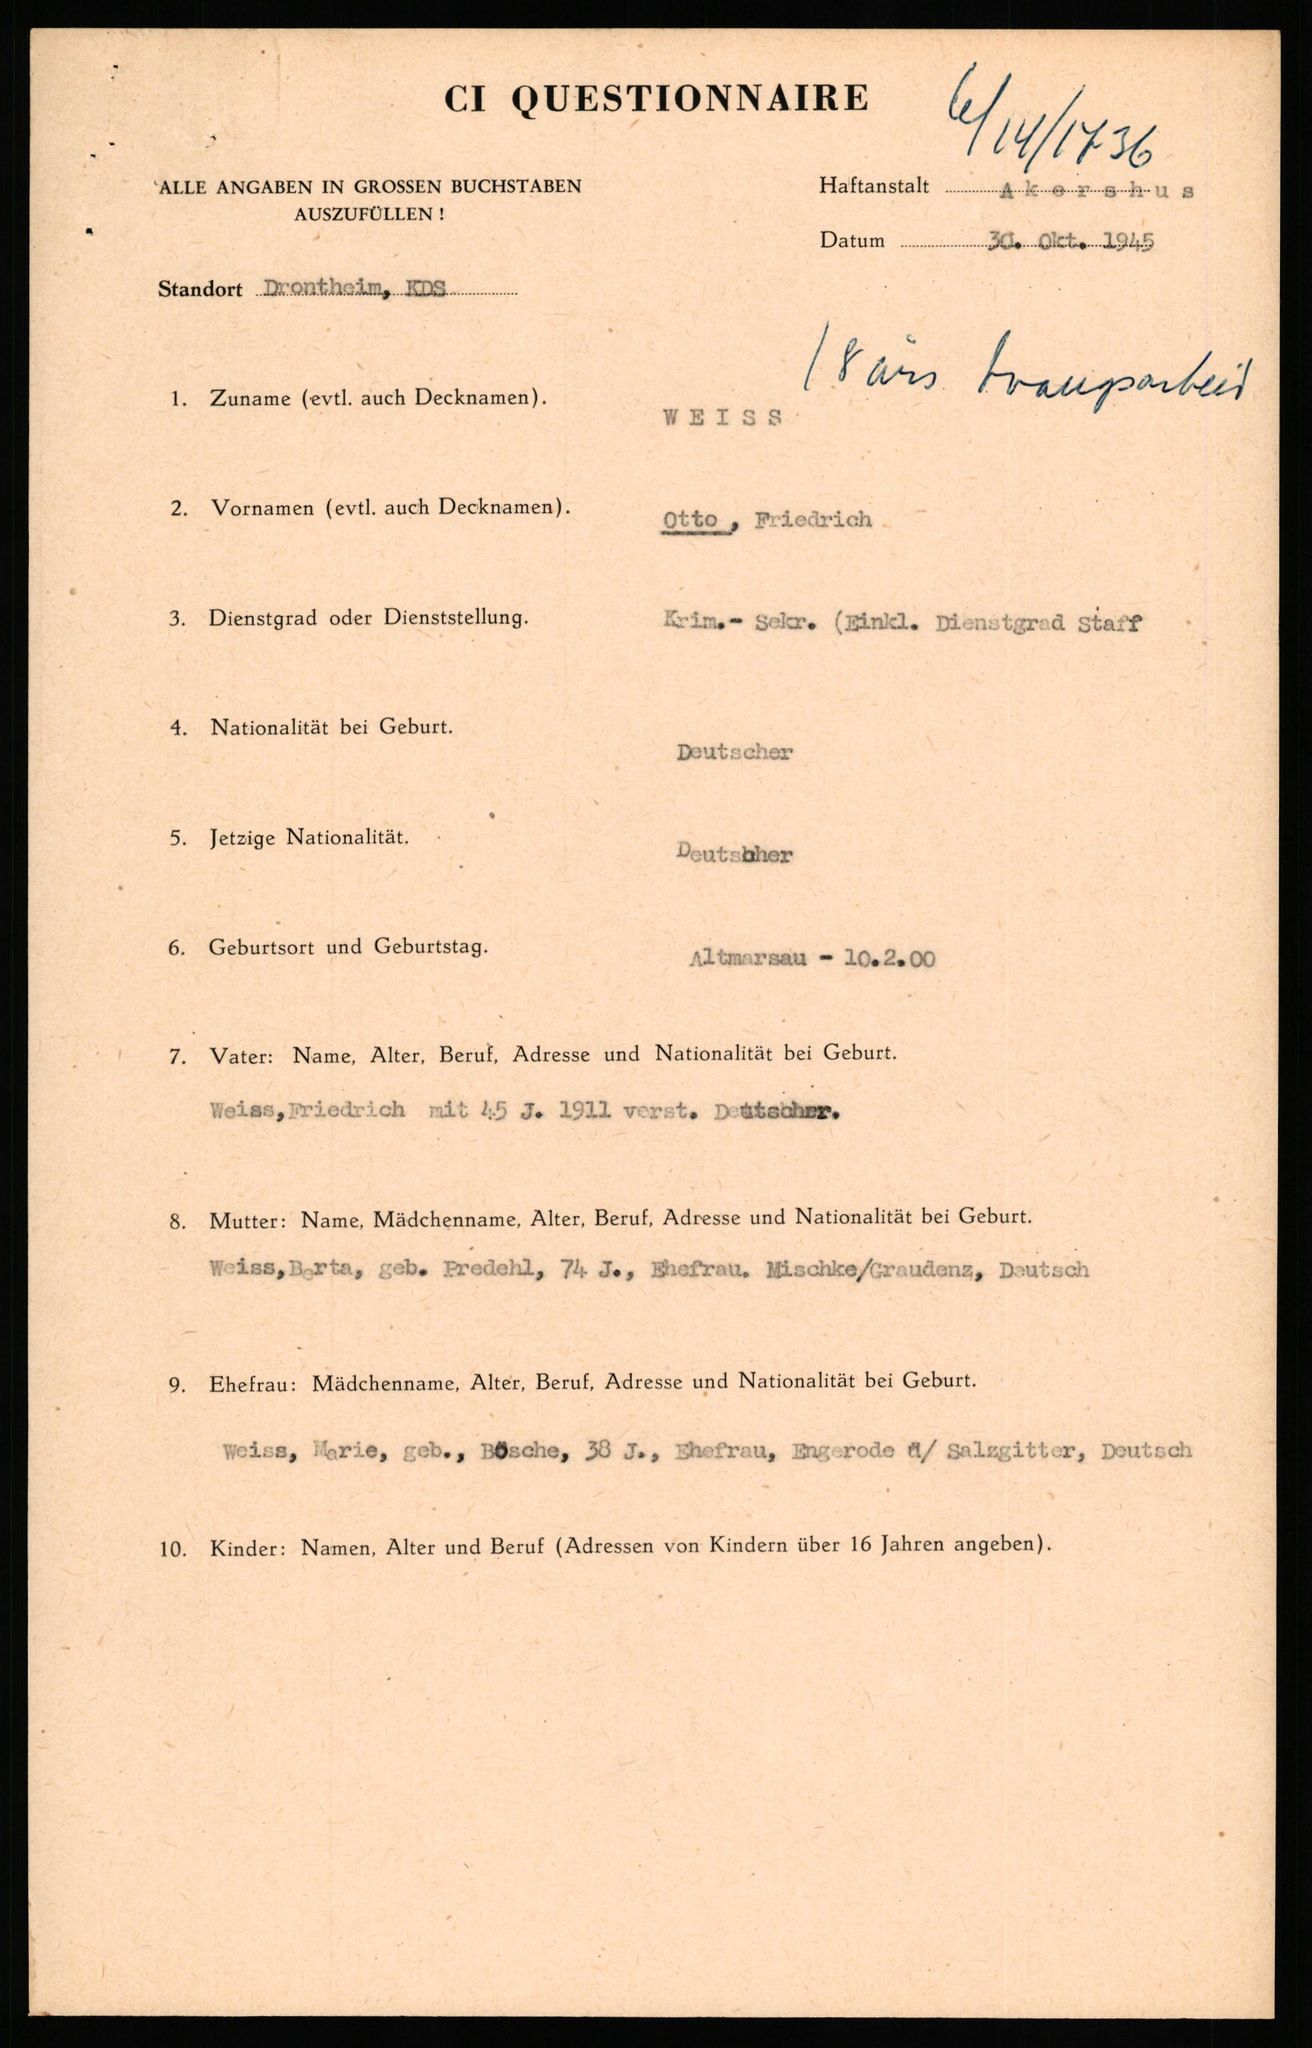 CI QUESTIONNAIRE
6/14/1736
ALLE ANGABEN IN GROSSEN BUCHSTABEN
AUSZUFÜLLEN !
Haftanstalt Akershus
Datum 30. Okt. 1945
Standort Drontheim, KDS
18 års tvangsarbeid
1. Zuname (evtl. auch Decknamen).
WEISS
2. Vornamen (evtl. auch Decknamen).
Otto, Friedrich
3. Dienstgrad oder Dienststellung.
Krim.- Sekr. (Einkl. Dienstgrad Staff
4. Nationalität bei Geburt.
Deutscher
5. Jetzige Nationalität.
Deutscher
6. Geburtsort und Geburtstag.
Altmarsau - 10.2.00
7. Vater: Name, Alter, Beruf, Adresse und Nationalität bei Geburt.
Weiss,Friedrich mit 45 J. 1911 verst. Deutscher.
8. Mutter: Name, Mädchenname, Alter, Beruf, Adresse und Nationalität bei Geburt.
Weiss,Berta, geb. Predehl, 74 J., Ehefrau. Mischke/Graudenz, Deutsch
9. Ehefrau: Mädchenname, Alter, Beruf, Adresse und Nationalität bei Geburt.
Weiss, Marie, geb., Bösche, 38 J., Ehefrau, Engerode ü/ Salzgitter, Deutsch
10. Kinder: Namen, Alter und Beruf (Adressen von Kindern über 16 Jahren angeben).